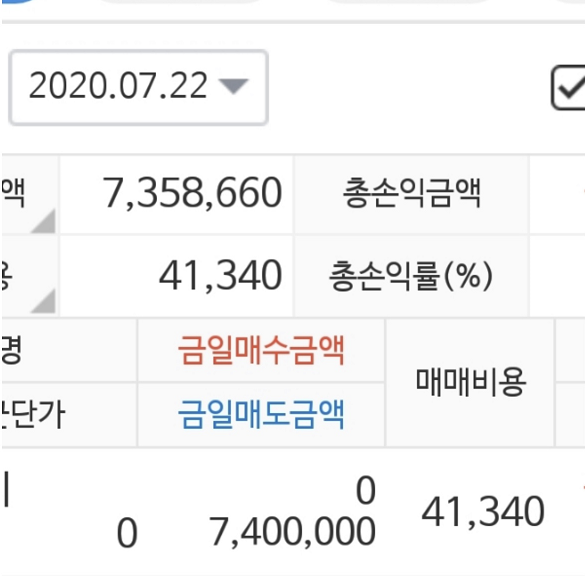 2020.07.22
액 7,358,660 총손익금액
용 41,340 총손익률(%)
명 금일매수금액 매매비용
단가 금일매도금액
0
0 7,400,000 41,340